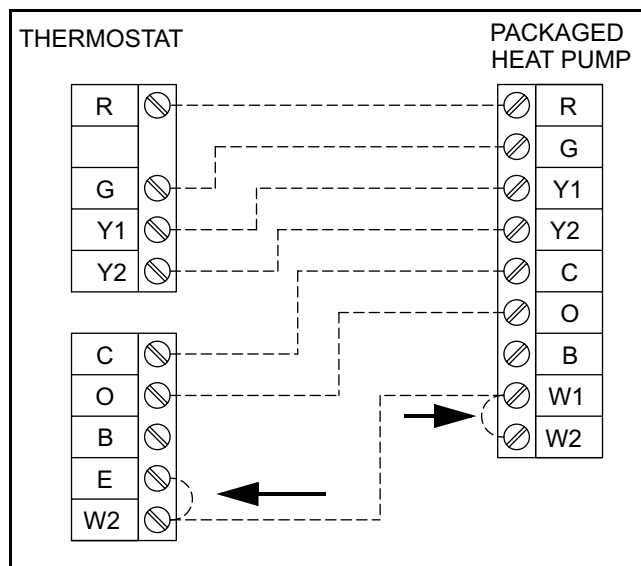 THERMOSTAT
PACKAGED
HEAT PUMP
R
G
Y1
Y2
C
O
B
E
W2
R
G
Y1
Y2
C
O
B
W1
W2